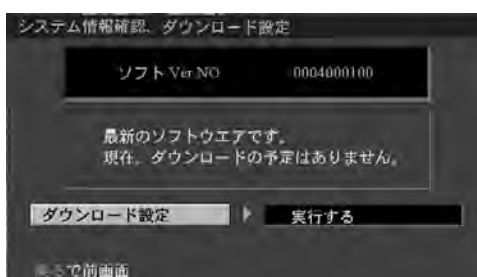 システム情報確認、ダウンロード設定
ソフト Ver NO 0004000100
最新のソフトウエアです。
現在、ダウンロードの予定はありません。
ダウンロード設定 ▶ 実行する
で前画面